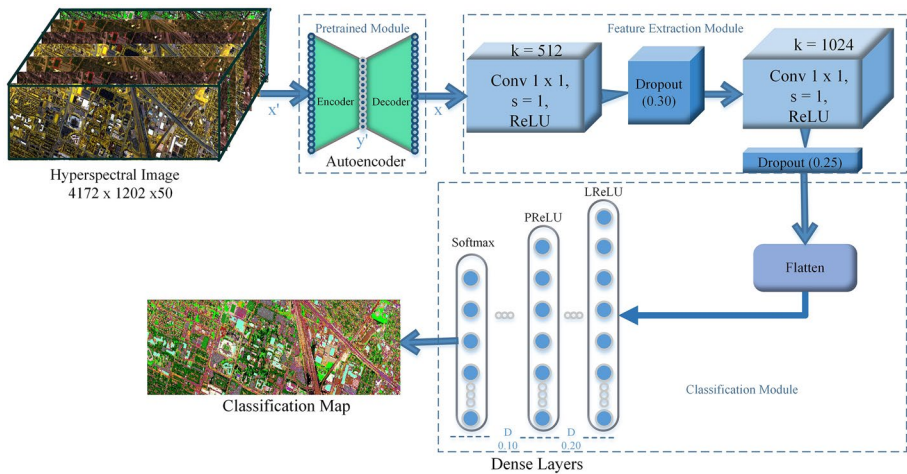 Pretrained Module
Feature Extraction Module
k = 512
k = 1024
Conv 1 x 1,
s = 1,
ReLU
Dropout
(0.30)
Conv 1 x 1,
s = 1,
ReLU
Encoder
Decoder
x'
x
y'
Autoencoder
Dropout (0.25)
Hyperspectral Image
4172 x 1202 x50
LReLU
PReLU
Softmax
Flatten
Classification Map
Classification Module
D
0.10
D
0.20
Dense Layers